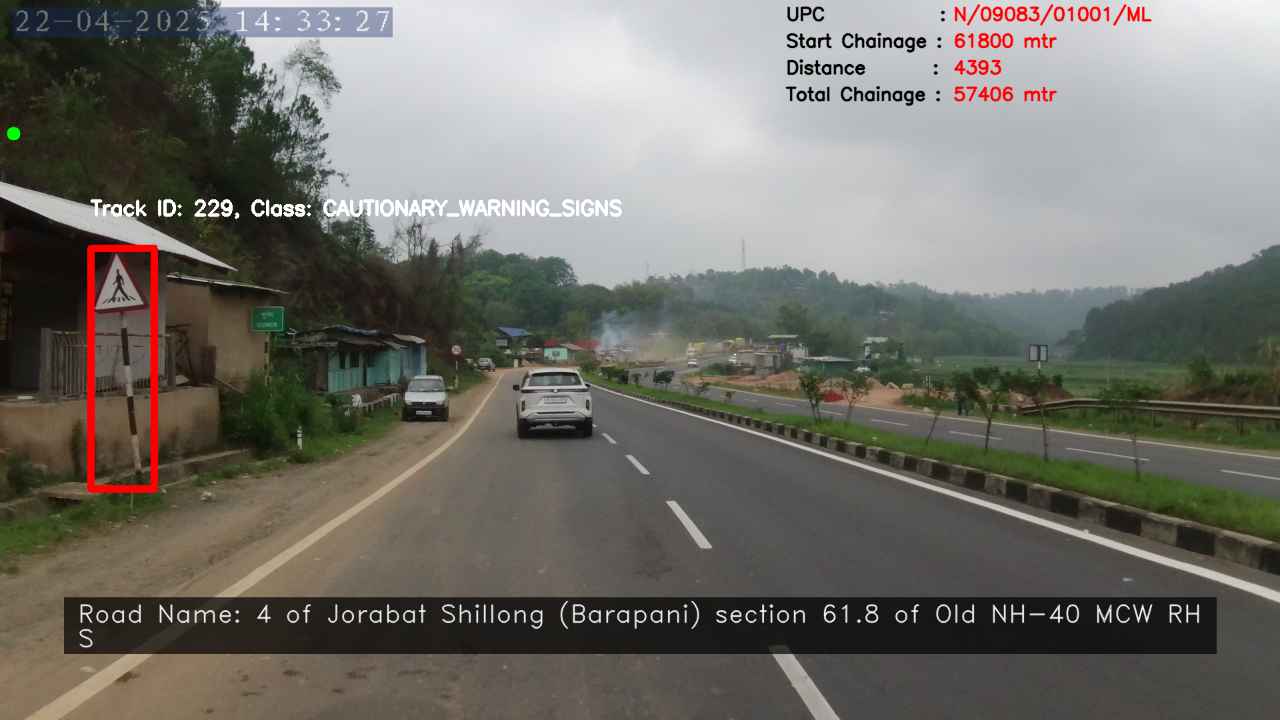 22-04-2025 14:33:27
UPC : N/09083/01001/ML
Start Chainage : 61800 mtr
Distance : 4393
Total Chainage : 57406 mtr
Track ID: 229, Class: CAUTIONARY_WARNING_SIGNS
Road Name: 4 of Jorabat Shillong (Barapani) section 61.8 of Old NH-40 MCW RH
S